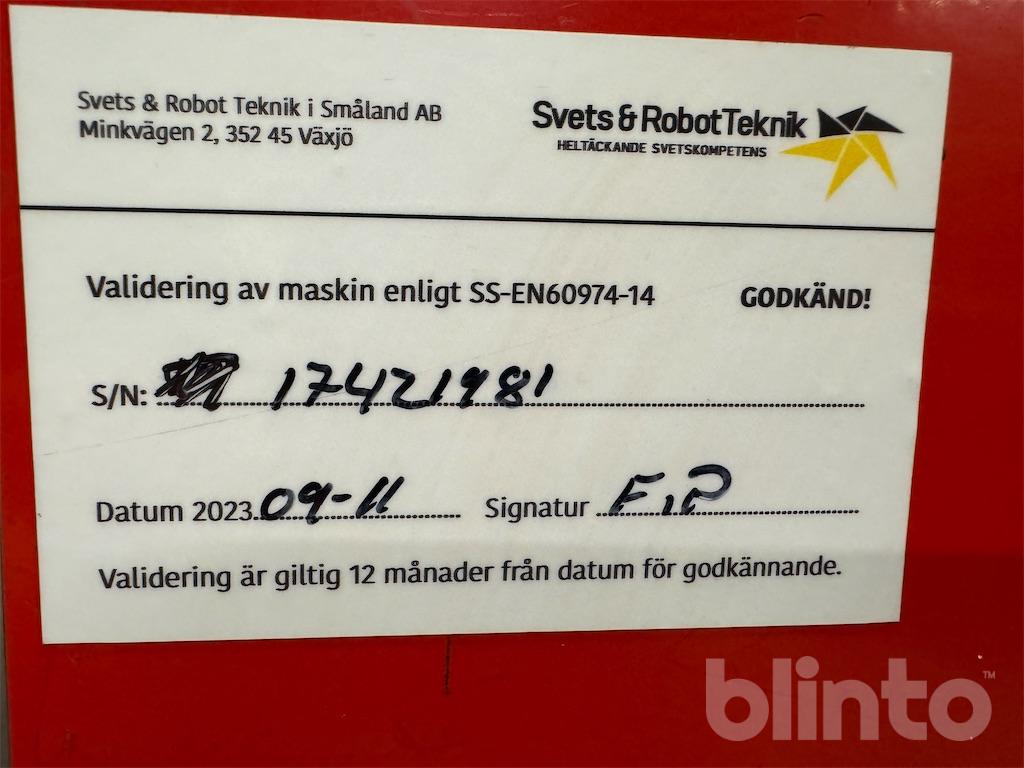 Svets & Robot Teknik i Småland AB
Minkvägen 2, 352 45 Växjö
Svets & RobotTeknik
HELTÄCKANDE SVETSKOMPETENS
Validering av maskin enligt SS-EN60974-14
GODKÄND!
S/N: 17421981
Datum 2023 09-11 Signatur F.P
Validering är giltig 12 månader från datum för godkännande.
blinto™